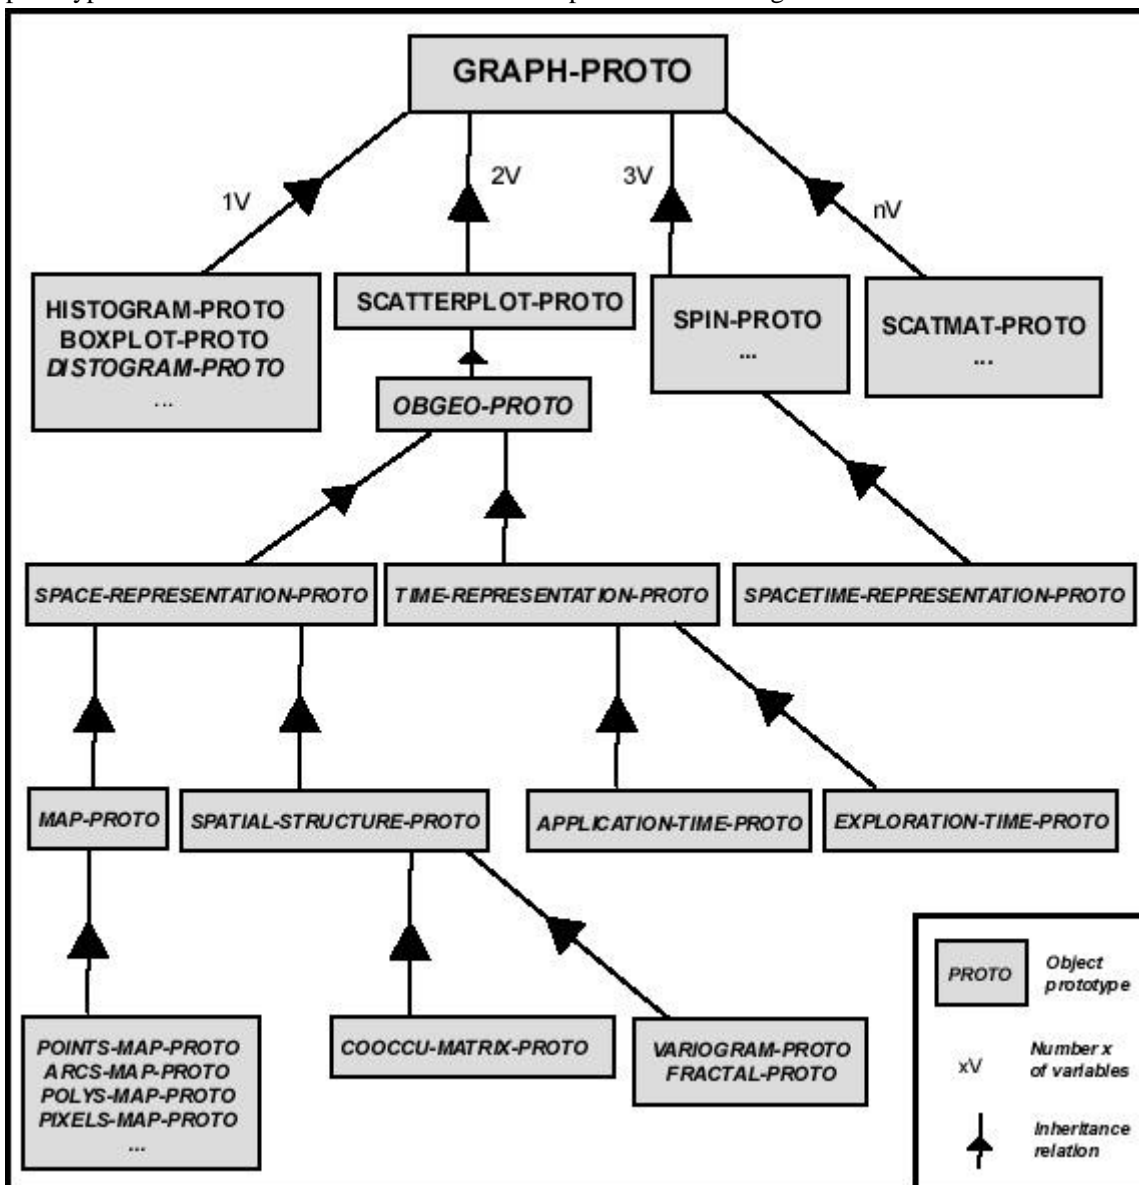 GRAPH-PROTO
1V
2V
3V
nV
HISTOGRAM-PROTO
BOXPLOT-PROTO
DISTOGRAM-PROTO
...
SCATTERPLOT-PROTO
SPIN-PROTO
...
SCATMAT-PROTO
...
OBGEO-PROTO
SPACE-REPRESENTATION-PROTO
TIME-REPRESENTATION-PROTO
SPACETIME-REPRESENTATION-PROTO
MAP-PROTO
SPATIAL-STRUCTURE-PROTO
APPLICATION-TIME-PROTO
EXPLORATION-TIME-PROTO
POINTS-MAP-PROTO
ARCS-MAP-PROTO
POLYS-MAP-PROTO
PIXELS-MAP-PROTO
...
COOCCU-MATRIX-PROTO
VARIOGRAM-PROTO
FRACTAL-PROTO
PROTO
Object
prototype
xV
Number x
of variables
Inheritance
relation